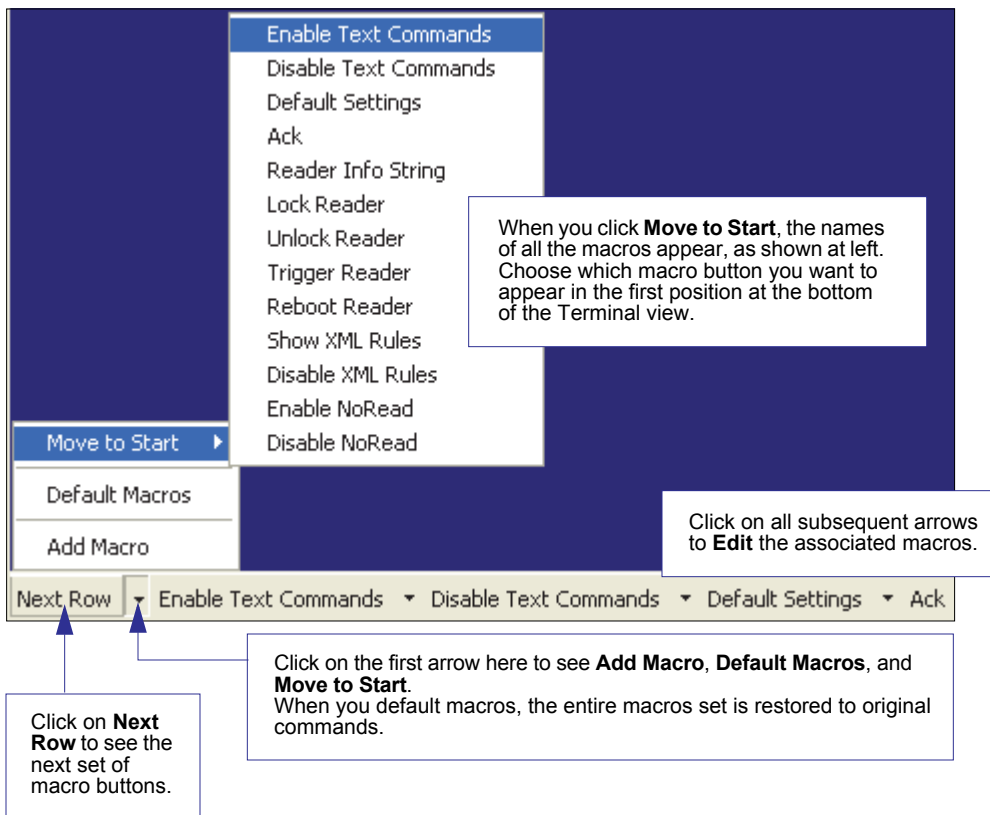 Enable Text Commands
Disable Text Commands
Default Settings
Ack
Reader Info String
Lock Reader
Unlock Reader
Trigger Reader
Reboot Reader
Show XML Rules
Disable XML Rules
Enable NoRead
Disable NoRead
When you click Move to Start, the names
of all the macros appear, as shown at left.
Choose which macro button you want to
appear in the first position at the bottom
of the Terminal view.
Move to Start
Default Macros
Add Macro
Click on all subsequent arrows
to Edit the associated macros.
Next Row Enable Text Commands Disable Text Commands Default Settings Ack
Click on the first arrow here to see Add Macro, Default Macros, and
Move to Start.
When you default macros, the entire macros set is restored to original
commands.
Click on Next
Row to see the
next set of
macro buttons.